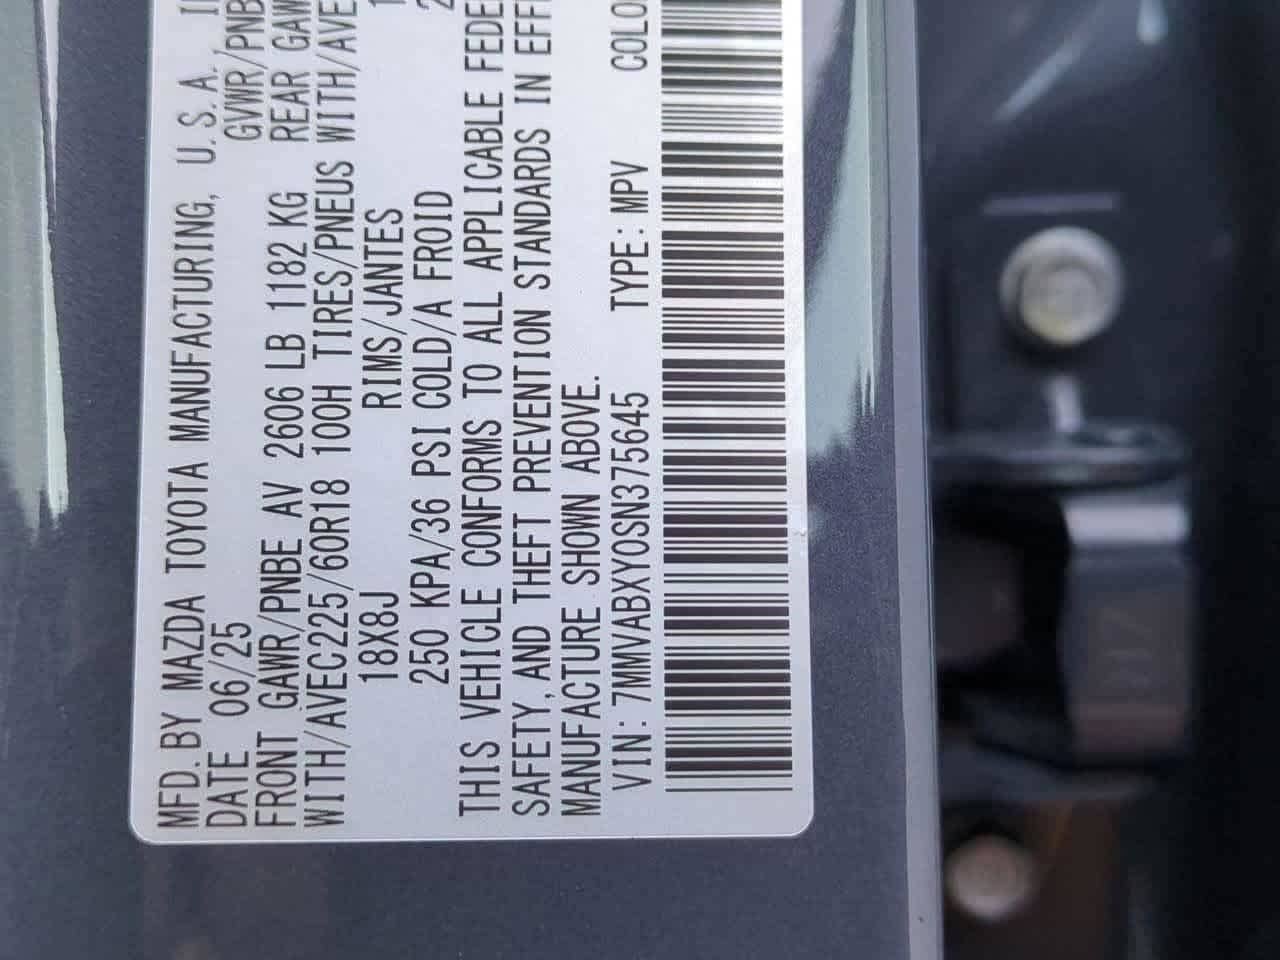 MFD. BY MAZDA TOYOTA MANUFACTURING, U.S.A.
DATE 06/25 GVWR/PNB
FRONT GAWR/PNBE AV 2606 LB 1182 KG REAR GAW
WITH/AVEC225/60R18 100H TIRES/PNEUS WITH/AVE
18X8J RIMS/JANTES 1
250 KPA/36 PSI COLD/A FROID 2
THIS VEHICLE CONFORMS TO ALL APPLICABLE FEDE
SAFETY, AND THEFT PREVENTION STANDARDS IN EFF
MANUFACTURE SHOWN ABOVE.
VIN: 7MMVABXY0SN375645 TYPE: MPV COLO